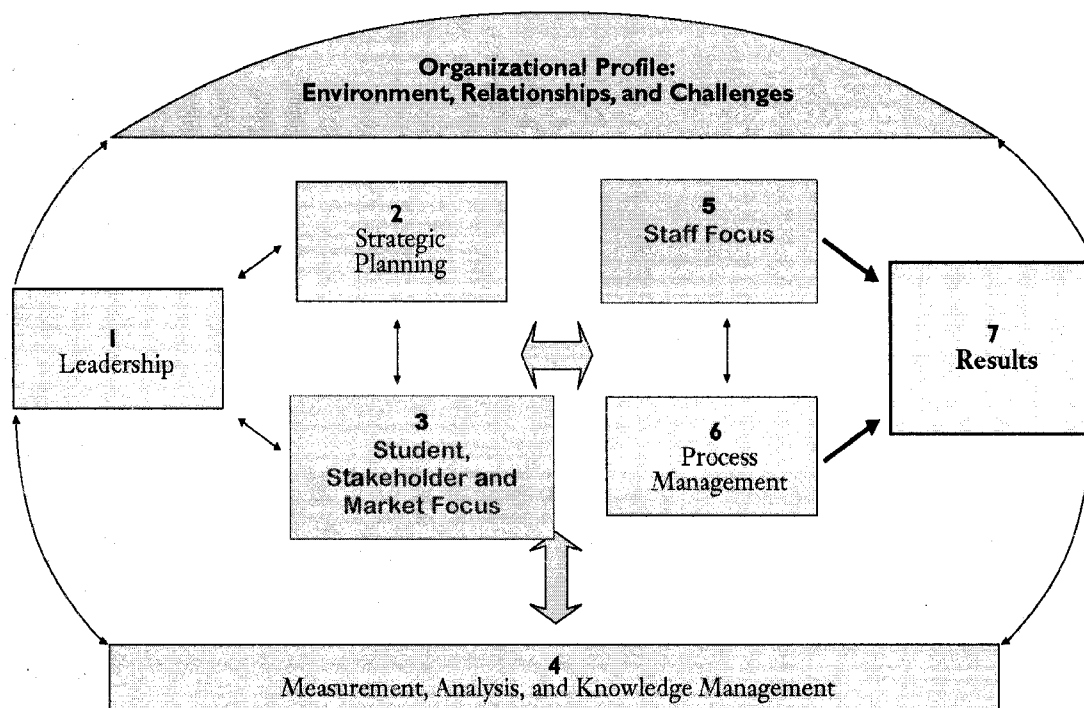 Organizational Profile:
Environment, Relationships, and Challenges
2
Strategic
Planning
5
Staff Focus
1
Leadership
7
Results
3
Student,
Stakeholder and
Market Focus
6
Process
Management
4
Measurement, Analysis, and Knowledge Management